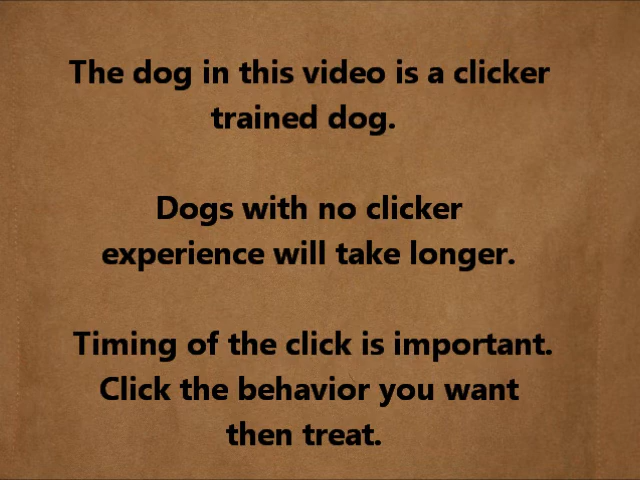 The dog in this video is a clicker
trained dog.
Dogs with no clicker
experience will take longer.
Timing of the click is important.
Click the behavior you want
then treat.